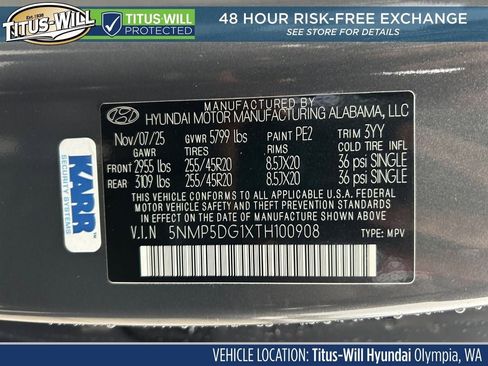 TITUS-WILL
EST. 1938
TITUS-WILL
PROTECTED
48 HOUR RISK-FREE EXCHANGE
SEE STORE FOR DETAILS
MANUFACTURED BY
HYUNDAI MOTOR MANUFACTURING ALABAMA, LLC
Nov/07/25 GVWR 5799 lbs PAINT PE2 TRIM 3YY
GAWR TIRES RIMS COLD TIRE INFL
FRONT 2955 lbs 255/45R20 8.5JX20 36 psi SINGLE
REAR 3109 lbs 255/45R20 8.5JX20 36 psi SINGLE
THIS VEHICLE CONFORMS TO ALL APPLICABLE U.S.A. FEDERAL
MOTOR VEHICLE SAFETY, BUMPER, AND THEFT PREVENTION
STANDARDS IN EFFECT ON THE DATE OF MANUFACTURE SHOWN ABOVE.
V.I.N 5NMP5DG1XTH100908 TYPE: MPV
KARR
SECURITY SYSTEMS
VEHICLE LOCATION: Titus-Will Hyundai Olympia, WA